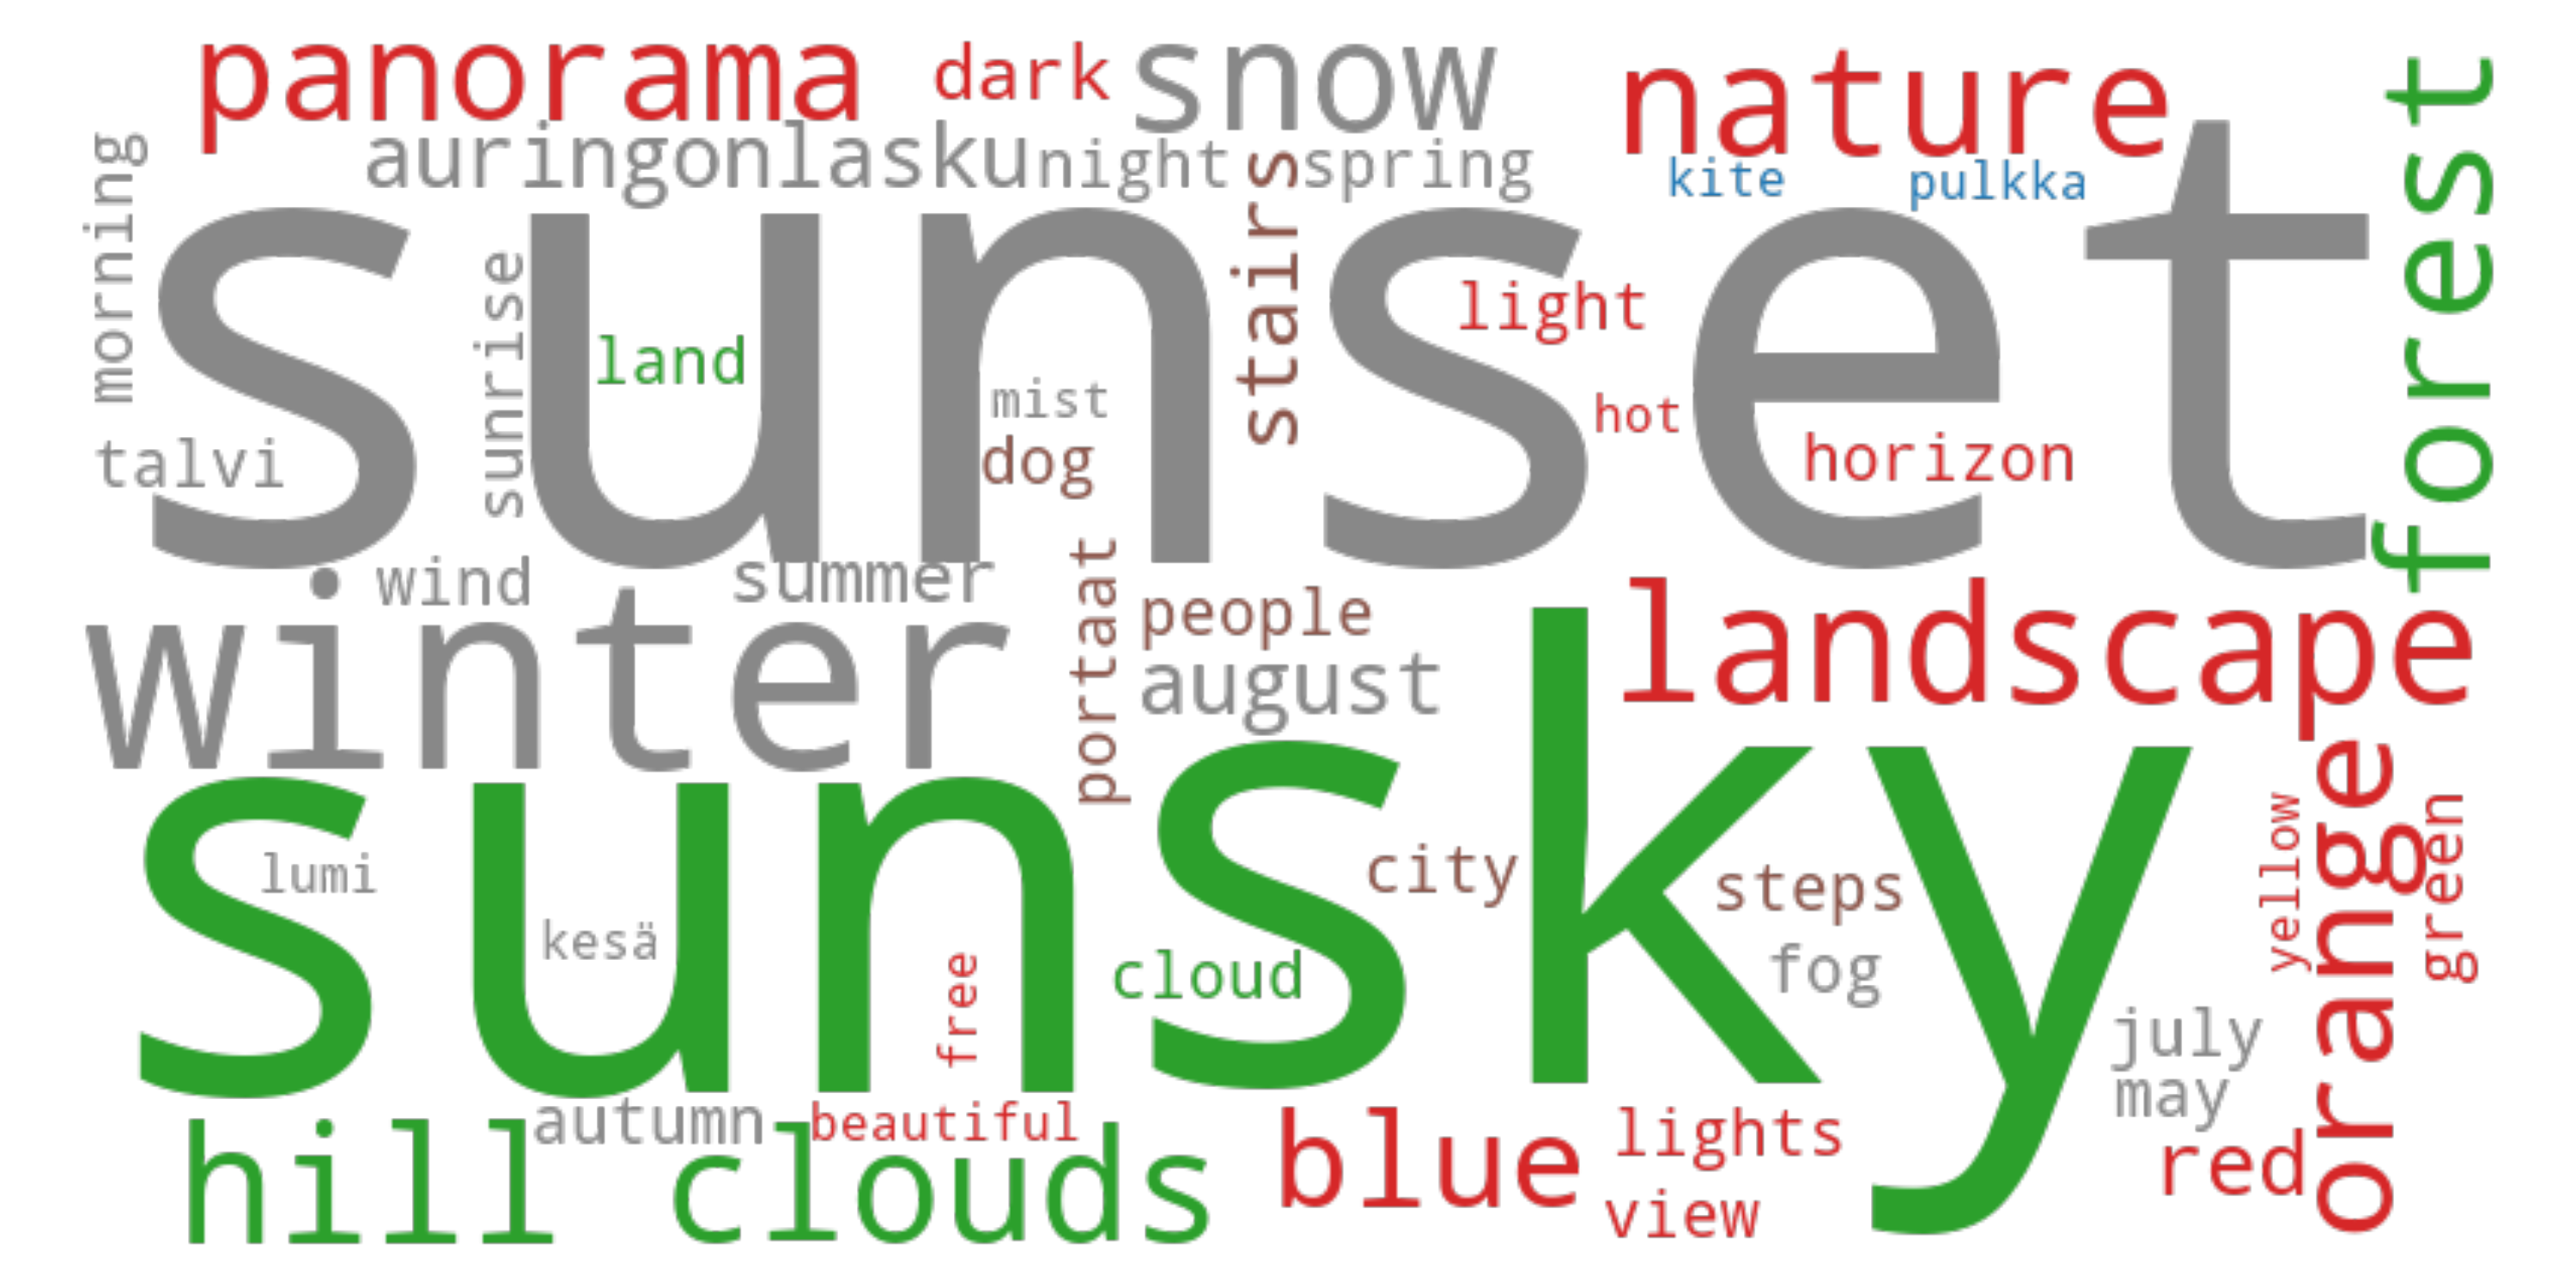 panorama
dark
snow
nature
forest
morning
auringonlasku
night
stairs
spring
kite
pulkka
sunset
sunrise
land
light
mist
hot
dog
horizon
talvi
wind
summer
portaat
people
landscape
winter
august
sun
sky
orange
yellow
green
lumi
city
steps
kesä
free
cloud
fog
july
may
autumn
beautiful
hill
clouds
blue
lights
red
view